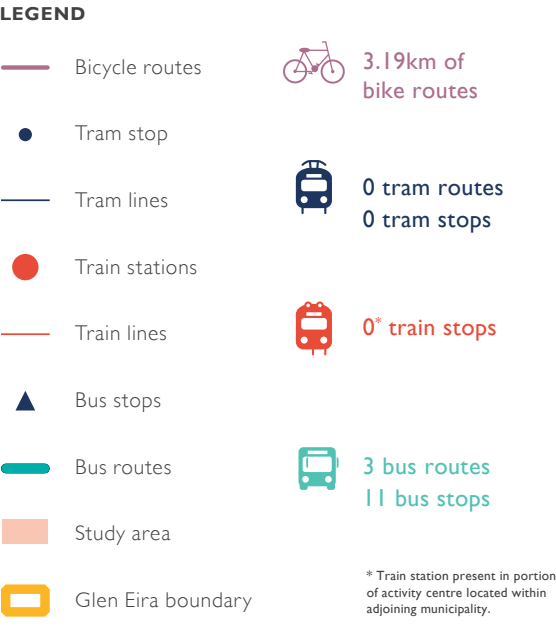 LEGEND
Bicycle routes
Tram stop
Tram lines
Train stations
Train lines
Bus stops
Bus routes
Study area
Glen Eira boundary
3.19km of
bike routes
0 tram routes
0 tram stops
0* train stops
3 bus routes
11 bus stops
* Train station present in portion
of activity centre located within
adjoining municipality.